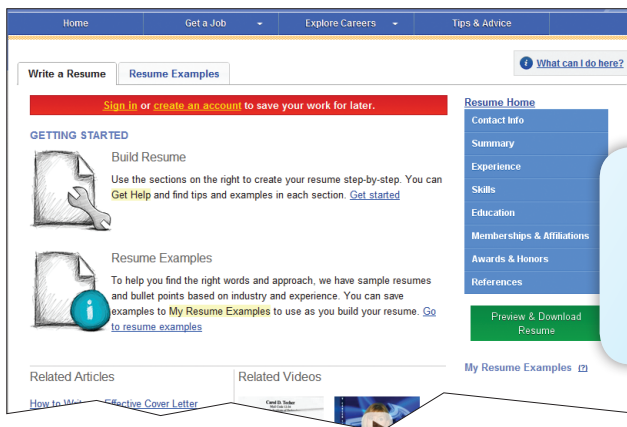 Home Get a Job Explore Careers Tips & Advice
What can I do here?
Write a Resume Resume Examples
Sign in or create an account to save your work for later.
GETTING STARTED
Build Resume
Use the sections on the right to create your resume step-by-step. You can
Get Help and find tips and examples in each section. Get started
Resume Examples
To help you find the right words and approach, we have sample resumes
and bullet points based on industry and experience. You can save
examples to My Resume Examples to use as you build your resume. Go
to resume examples
Related Articles
How to Effective Cover Letter
Related Videos
Resume Home
Contact Info
Summary
Experience
Skills
Education
Memberships & Affiliations
Awards & Honors
References
Preview & Download
Resume
My Resume Examples [?]